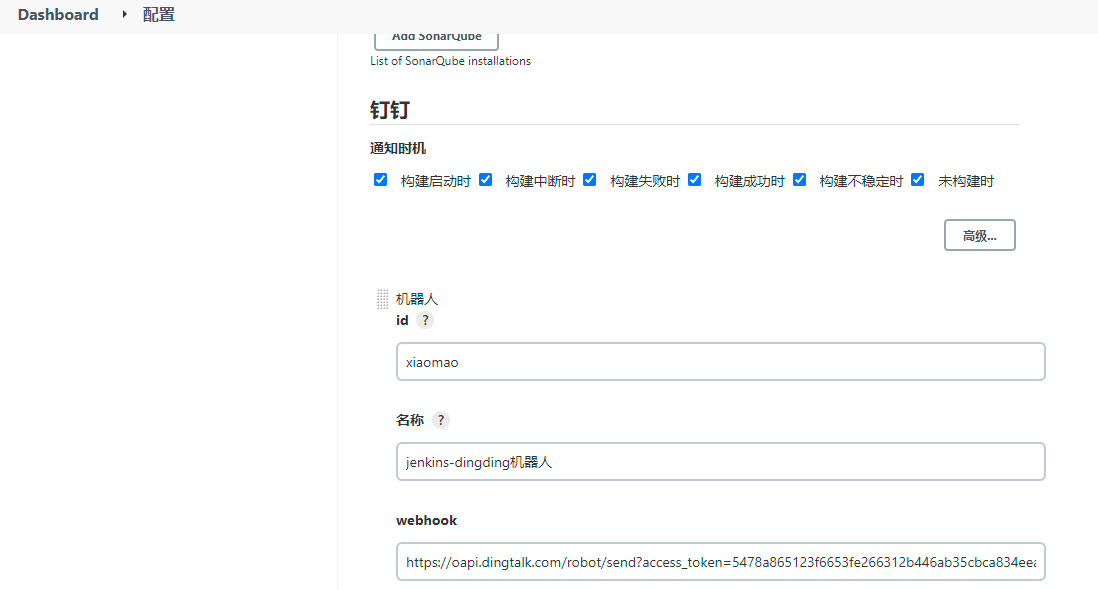 Dashboard 配置
Add SonarQube
List of SonarQube installations
钉钉
通知时机
构建启动时 构建中断时 构建失败时 构建成功时 构建不稳定时 未构建时
高级...
机器人
id ?
xiaomao
名称 ?
jenkins-dingding机器人
webhook
https://oapi.dingtalk.com/robot/send?access_token=5478a865123f6653fe266312b446ab35cbca834eea